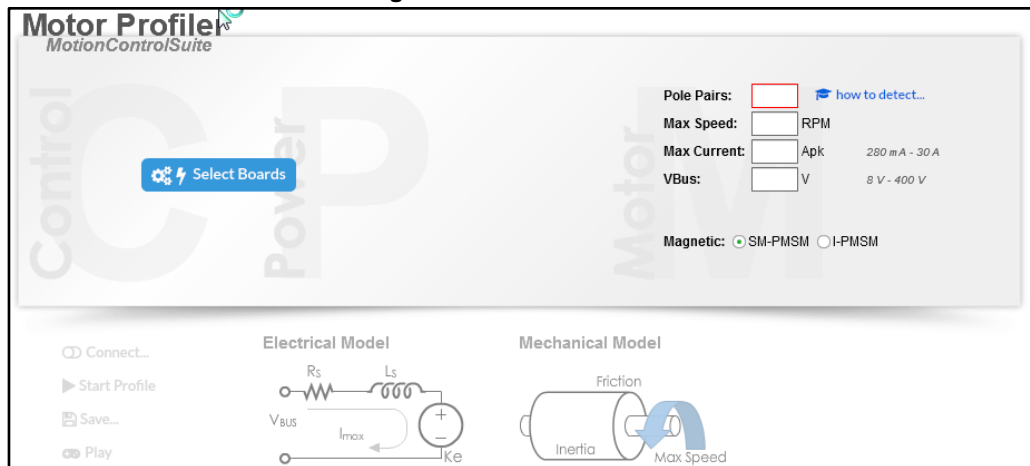 Motor Profiler
MotionControlSuite
Control
C
Power
P
Motor
M
Select Boards
Pole Pairs: how to detect...
Max Speed: RPM
Max Current: Apk 280 mA - 30 A
VBus: V 8 V - 400 V
Magnetic: SM-PMSM I-PMSM
Connect...
Start Profile
Save...
Play
Electrical Model
Rs Ls
VBUS
Imax
+
−
Ke
Mechanical Model
Friction
Inertia
Max Speed